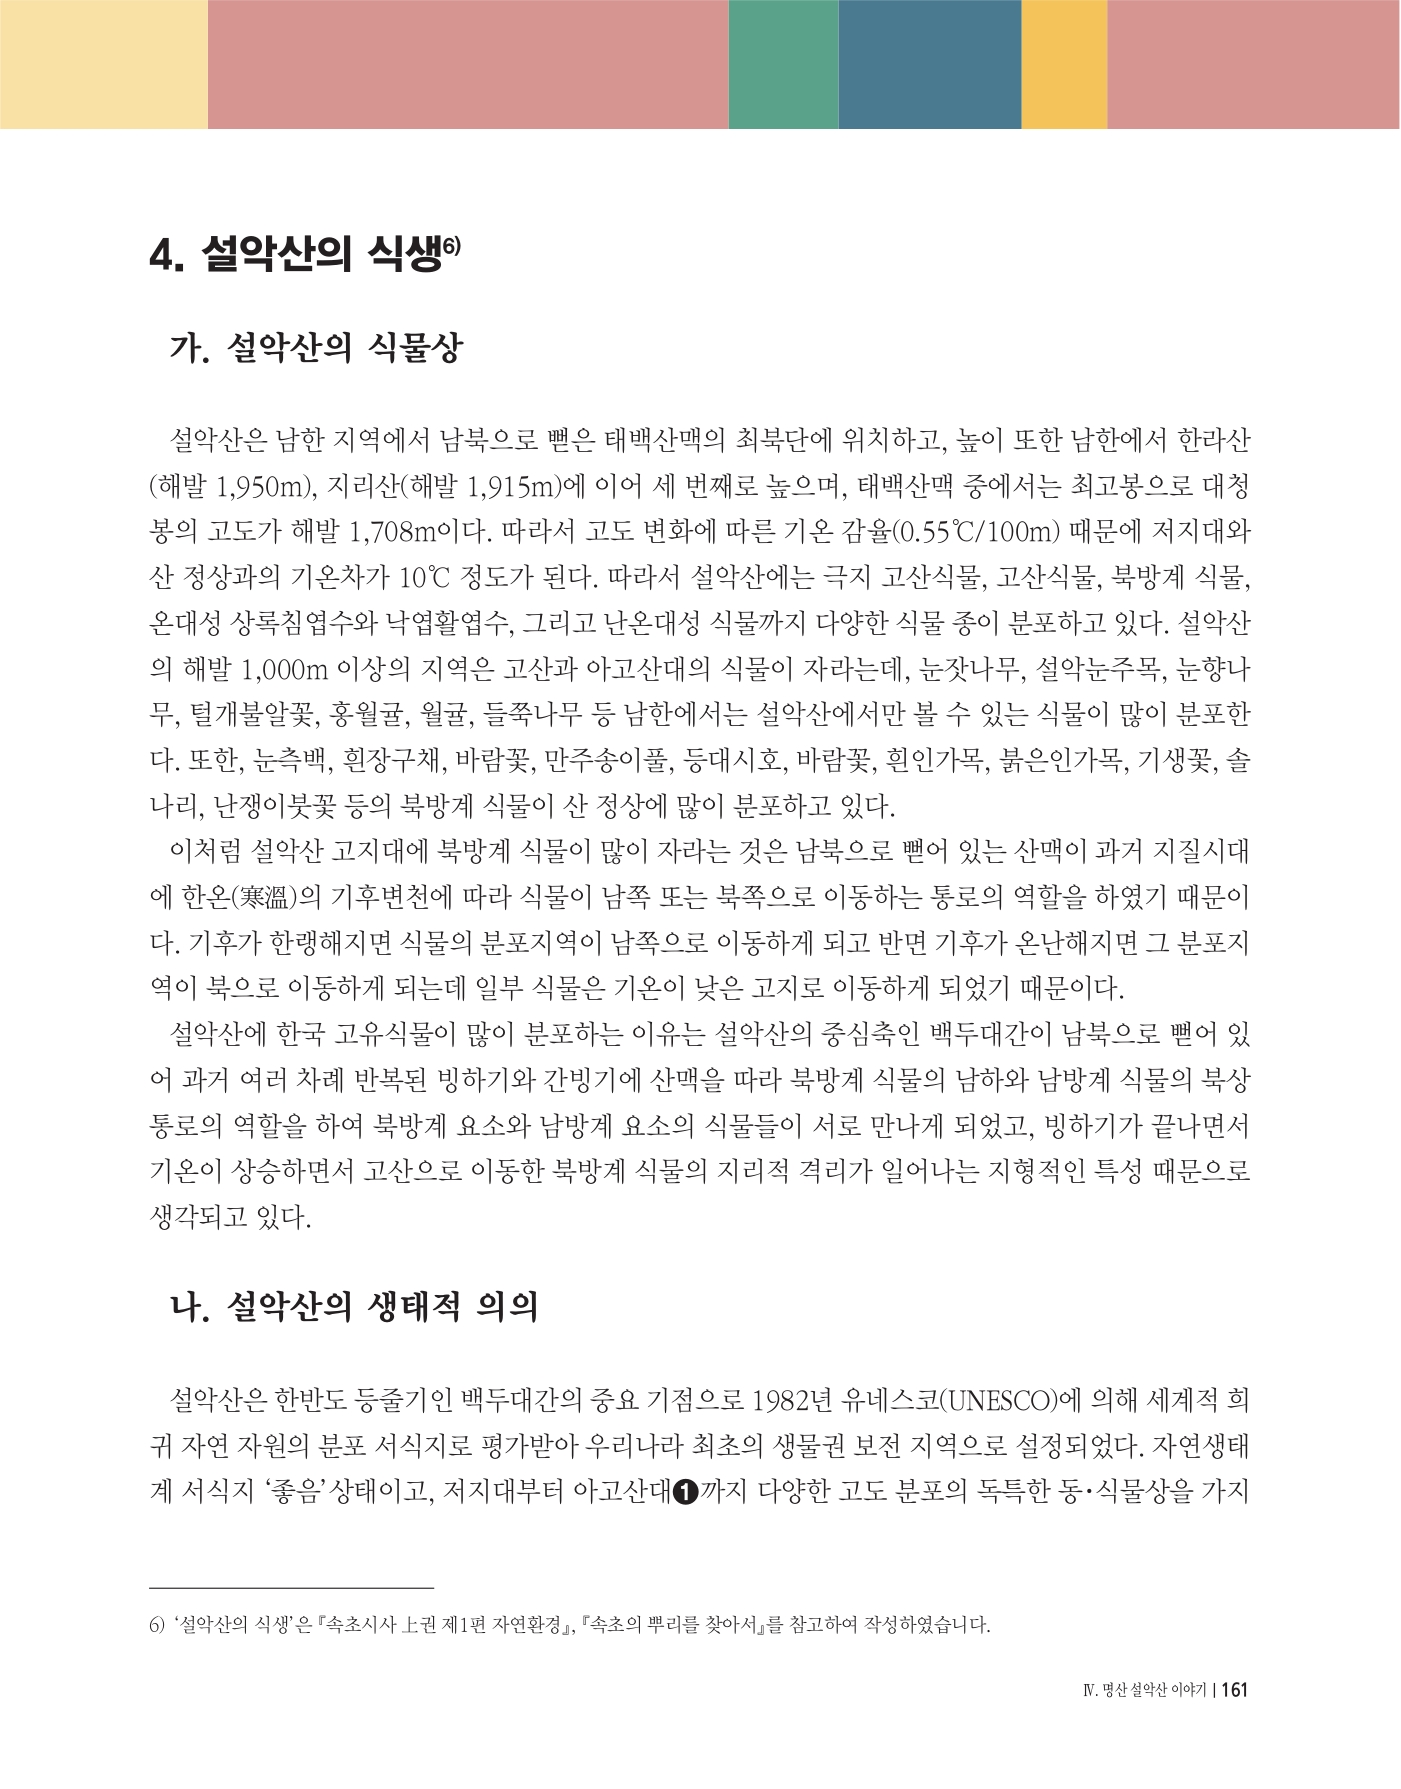 4. 설악산의 식생6)
가. 설악산의 식물상
설악산은 남한 지역에서 남북으로 뻗은 태백산맥의 최북단에 위치하고, 높이 또한 남한에서 한라산
(해발 1,950m), 지리산(해발 1,915m)에 이어 세 번째로 높으며, 태백산맥 중에서는 최고봉으로 대청
봉의 고도가 해발 1,708m이다. 따라서 고도 변화에 따른 기온 감율(0.55℃/100m) 때문에 저지대와
산 정상과의 기온차가 10℃ 정도가 된다. 따라서 설악산에는 극지 고산식물, 고산식물, 북방계 식물,
온대성 상록침엽수와 낙엽활엽수, 그리고 난온대성 식물까지 다양한 식물 종이 분포하고 있다. 설악산
의 해발 1,000m 이상의 지역은 고산과 아고산대의 식물이 자라는데, 눈잣나무, 설악눈주목, 눈향나
무, 털개불알꽃, 홍월귤, 월귤, 들쭉나무 등 남한에서는 설악산에서만 볼 수 있는 식물이 많이 분포한
다. 또한, 눈측백, 흰장구채, 바람꽃, 만주송이풀, 등대시호, 바람꽃, 흰인가목, 붉은인가목, 기생꽃, 솔
나리, 난쟁이붓꽃 등의 북방계 식물이 산 정상에 많이 분포하고 있다.
이처럼 설악산 고지대에 북방계 식물이 많이 자라는 것은 남북으로 뻗어 있는 산맥이 과거 지질시대
에 한온(寒溫)의 기후변천에 따라 식물이 남쪽 또는 북쪽으로 이동하는 통로의 역할을 하였기 때문이
다. 기후가 한랭해지면 식물의 분포지역이 남쪽으로 이동하게 되고 반면 기후가 온난해지면 그 분포지
역이 북으로 이동하게 되는데 일부 식물은 기온이 낮은 고지로 이동하게 되었기 때문이다.
설악산에 한국 고유식물이 많이 분포하는 이유는 설악산의 중심축인 백두대간이 남북으로 뻗어 있
어 과거 여러 차례 반복된 빙하기와 간빙기에 산맥을 따라 북방계 식물의 남하와 남방계 식물의 북상
통로의 역할을 하여 북방계 요소와 남방계 요소의 식물들이 서로 만나게 되었고, 빙하기가 끝나면서
기온이 상승하면서 고산으로 이동한 북방계 식물의 지리적 격리가 일어나는 지형적인 특성 때문으로
생각되고 있다.
나. 설악산의 생태적 의의
설악산은 한반도 등줄기인 백두대간의 중요 기점으로 1982년 유네스코(UNESCO)에 의해 세계적 희
귀 자연 자원의 분포 서식지로 평가받아 우리나라 최초의 생물권 보전 지역으로 설정되었다. 자연생태
계 서식지 ‘좋음’ 상태이고, 저지대부터 아고산대❶까지 다양한 고도 분포의 독특한 동·식물상을 가지
6) ‘설악산의 식생’은 『속초시사 上권 제1편 자연환경』, 『속초의 뿌리를 찾아서』를 참고하여 작성하였습니다.
Ⅳ. 명산 설악산 이야기 | 161